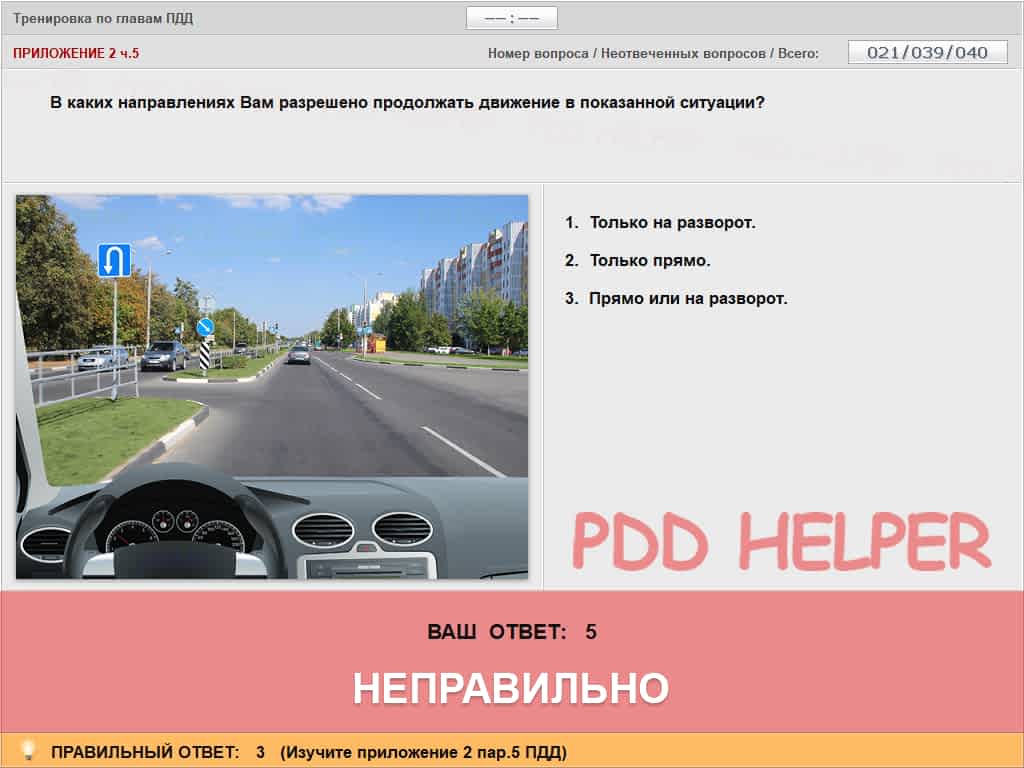 Тренировка по главам ПДД
—— : ——
ПРИЛОЖЕНИЕ 2 ч.5
Номер вопроса / Неотвеченных вопросов / Всего:
021/039/040
В каких направлениях Вам разрешено продолжать движение в показанной ситуации?
1. Только на разворот.
2. Только прямо.
3. Прямо или на разворот.
PDD HELPER
ВАШ ОТВЕТ: 5
НЕПРАВИЛЬНО
ПРАВИЛЬНЫЙ ОТВЕТ: 3 (Изучите приложение 2 пар.5 ПДД)